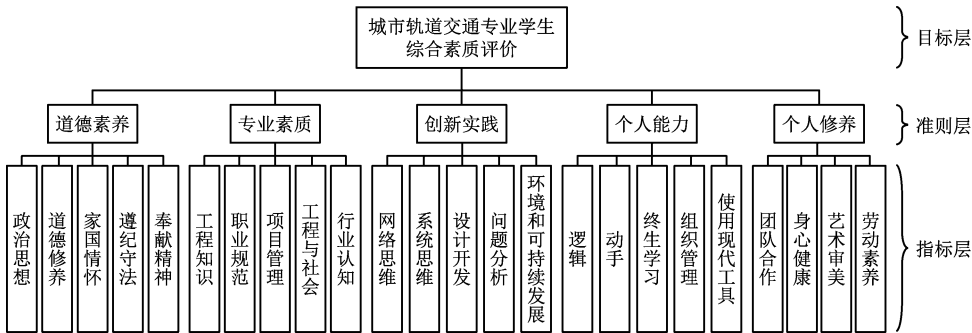 城市轨道交通专业学生
综合素质评价
目标层
道德素养
专业素质
创新实践
个人能力
个人修养
准则层
政治思想
道德修养
家国情怀
遵纪守法
奉献精神
工程知识
职业规范
项目管理
工程与社会
行业认知
网络思维
系统思维
设计开发
问题分析
环境和可持续发展
逻辑
动手
终生学习
组织管理
使用现代工具
团队合作
身心健康
艺术审美
劳动素养
指标层